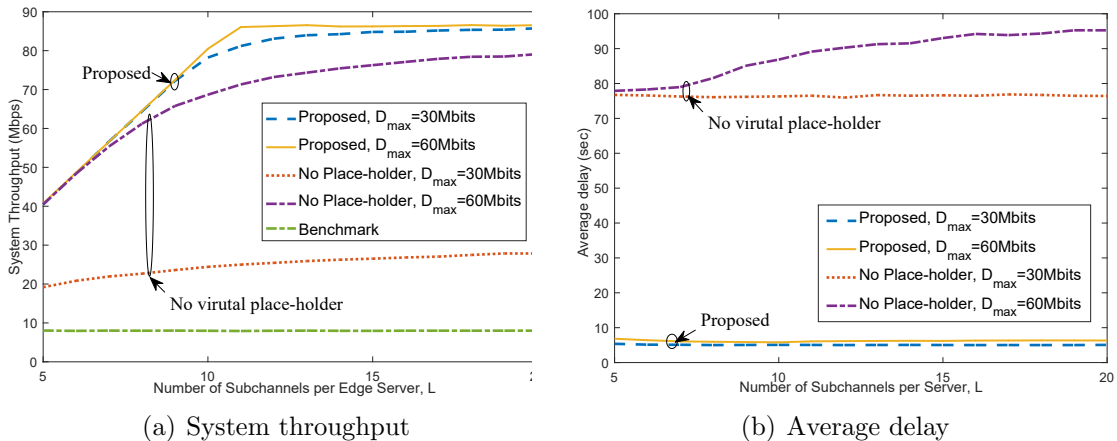 90
80
70
60
50
40
30
20
10
0
System Throughput (Mbps)
Proposed
Proposed, Dmax=30Mbits
Proposed, Dmax=60Mbits
No Place-holder, Dmax=30Mbits
No Place-holder, Dmax=60Mbits
Benchmark
No virutal place-holder
5 10 15 2
Number of Subchannels per Edge Server, L
(a) System throughput
100
90
80
70
60
50
40
30
20
10
0
Average delay (sec)
No virutal place-holder
Proposed, Dmax=30Mbits
Proposed, Dmax=60Mbits
No Place-holder, Dmax=30Mbits
No Place-holder, Dmax=60Mbits
Proposed
5 10 15 20
Number of Subchannels per Server, L
(b) Average delay